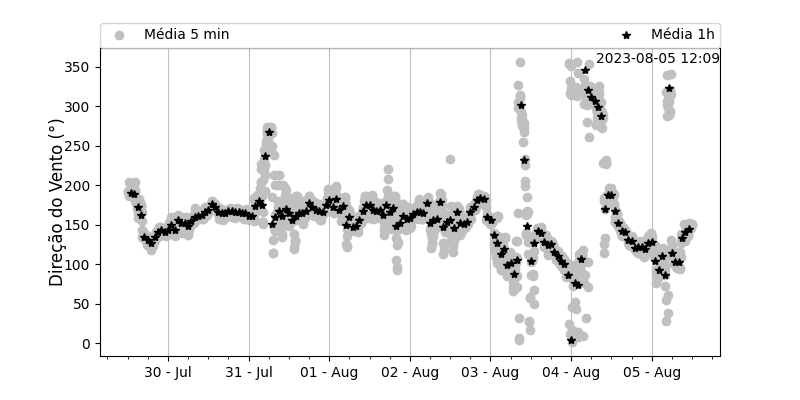 Média 5 min
Média 1h
2023-08-05 12:09
Direção do Vento (°)
350
300
250
200
150
100
50
0
30 - Jul
31 - Jul
01 - Aug
02 - Aug
03 - Aug
04 - Aug
05 - Aug